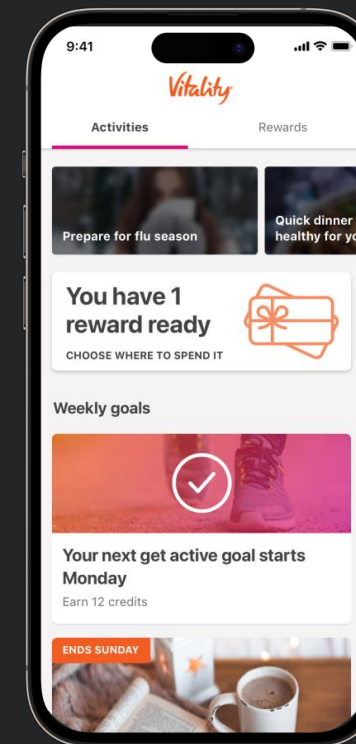 9:41
Vitality
Activities
Rewards
Prepare for flu season
Quick dinner
healthy for yo
You have 1
reward ready
CHOOSE WHERE TO SPEND IT
Weekly goals
Your next get active goal starts
Monday
Earn 12 credits
ENDS SUNDAY